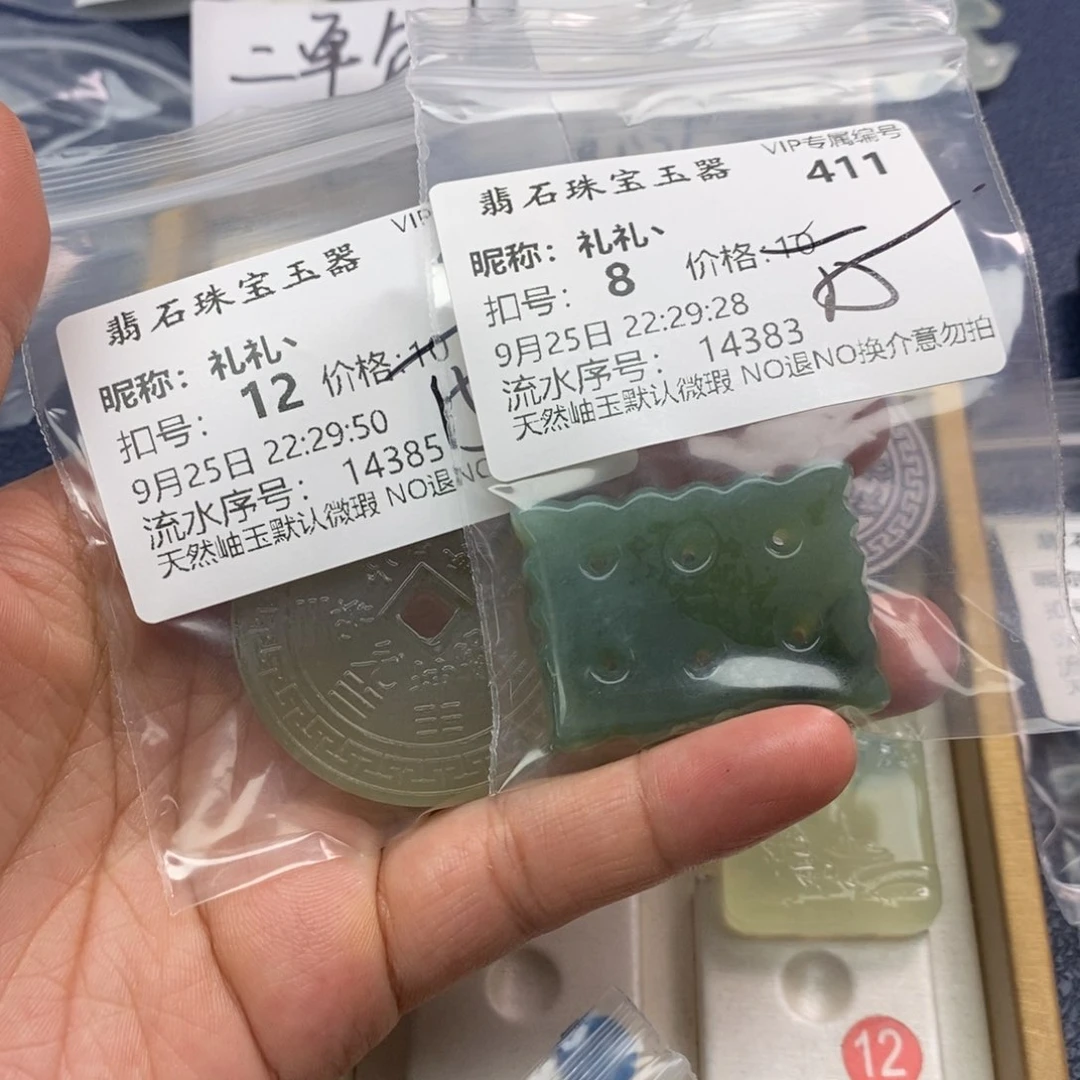 二单
翡石珠宝玉器
VIP
昵称：礼礼、
扣号：12 价格:10
9月25日 22:29:50
流水序号：14385
天然岫玉默认微瑕 NO退NO
翡石珠宝玉器
VIP专属编号
411
昵称：礼礼、
扣号：8 价格:10
9月25日 22:29:28
流水序号：14383
天然岫玉默认微瑕 NO退NO换介意勿拍
12